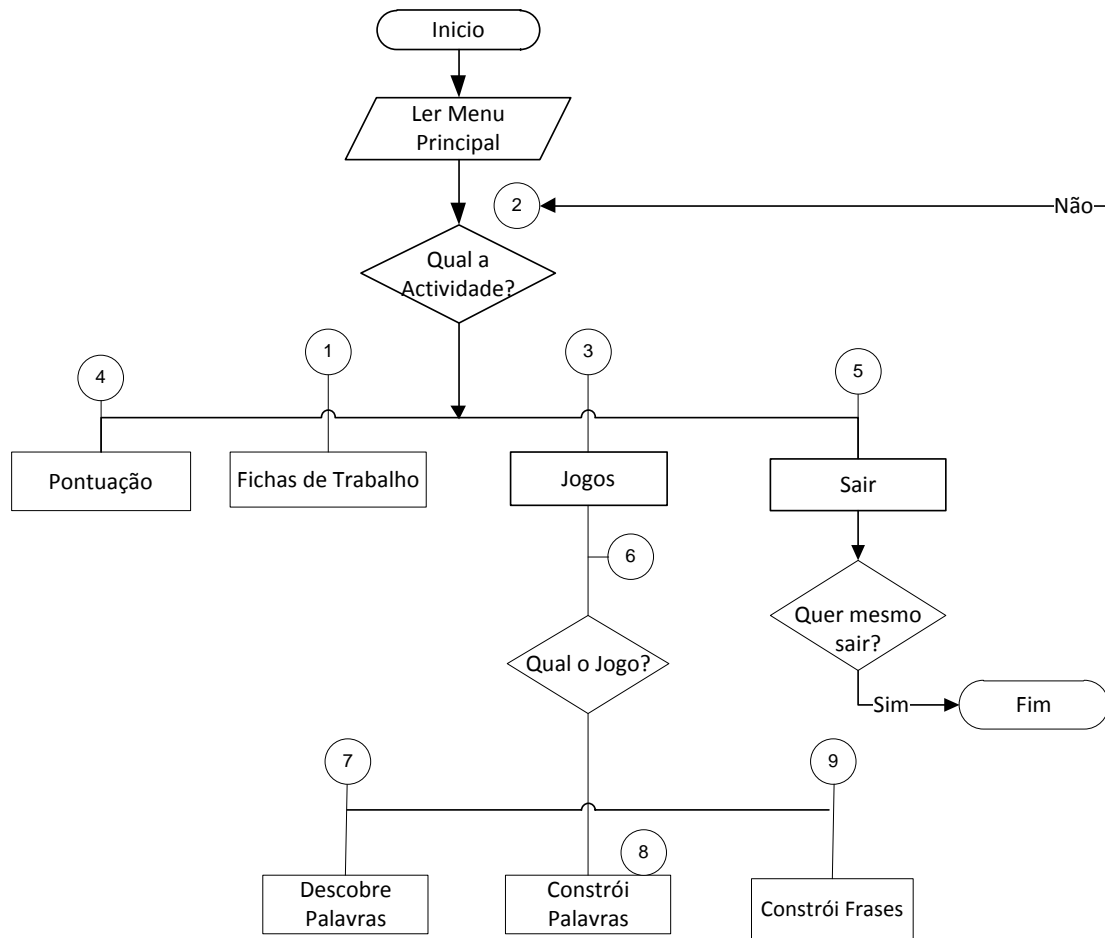 Inicio
Ler Menu
Principal
2
Não
Qual a
Actividade?
4
1
3
5
Pontuação
Fichas de Trabalho
Jogos
Sair
6
Quer mesmo
sair?
Qual o Jogo?
Sim
Fim
7
9
8
Descobre
Palavras
Constrói
Palavras
Constrói Frases